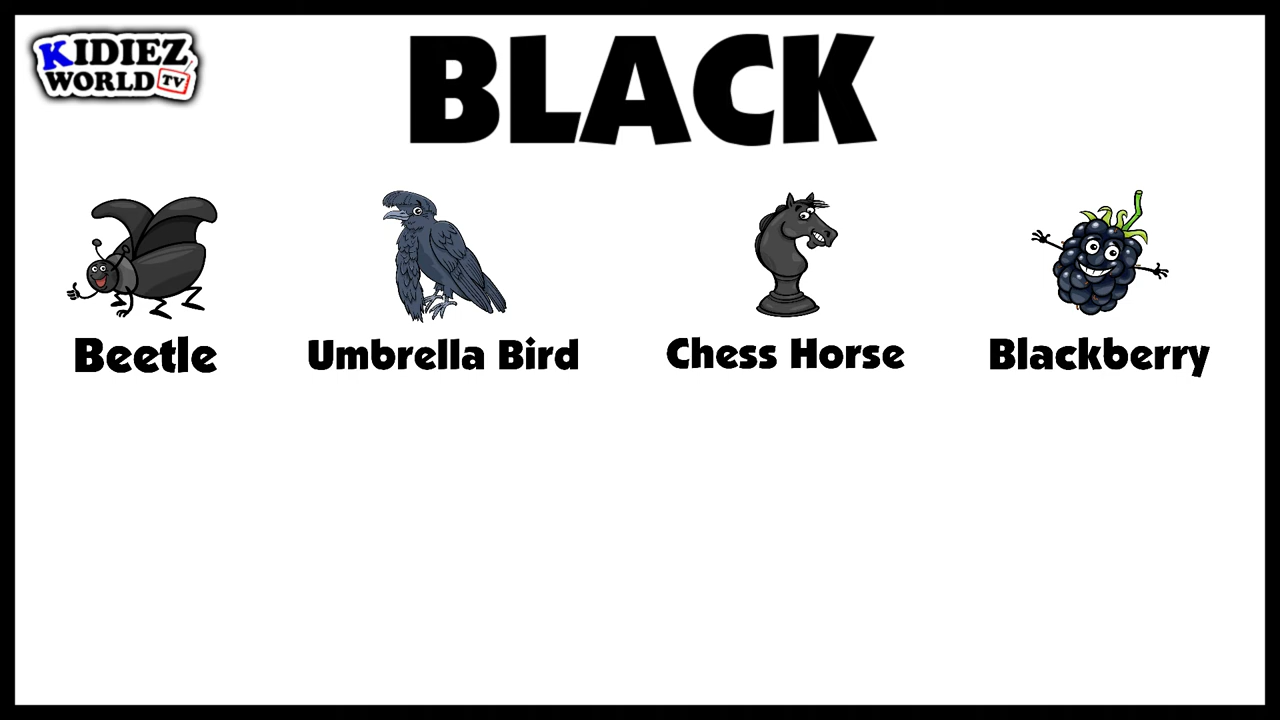 KIDIEZ
WORLD TV
BLACK
Beetle
Umbrella Bird
Chess Horse
Blackberry